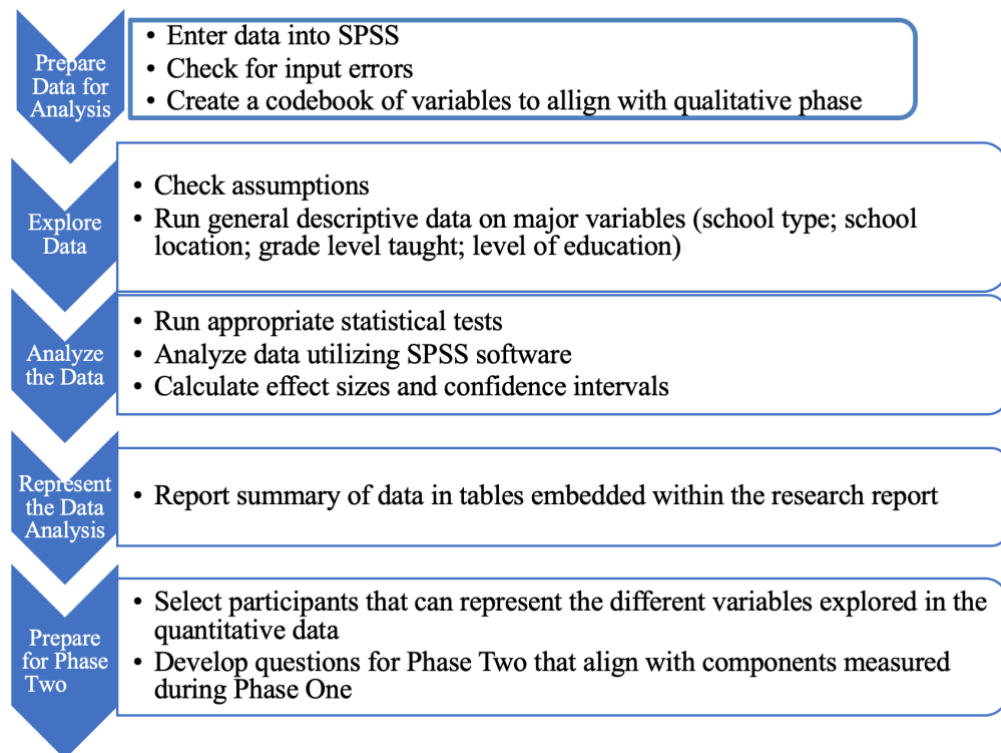 Prepare
Data for
Analysis
• Enter data into SPSS
• Check for input errors
• Create a codebook of variables to allign with qualitative phase
Explore
Data
• Check assumptions
• Run general descriptive data on major variables (school type; school
location; grade level taught; level of education)
Analyze
the Data
• Run appropriate statistical tests
• Analyze data utilizing SPSS software
• Calculate effect sizes and confidence intervals
Represent
the Data
Analysis
• Report summary of data in tables embedded within the research report
Prepare
for Phase
Two
• Select participants that can represent the different variables explored in the
quantitative data
• Develop questions for Phase Two that align with components measured
during Phase One